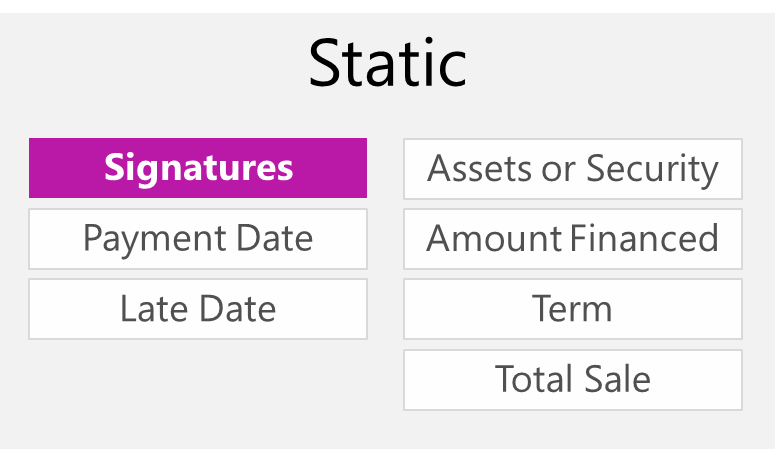 Static
Signatures
Payment Date
Late Date
Assets or Security
Amount Financed
Term
Total Sale